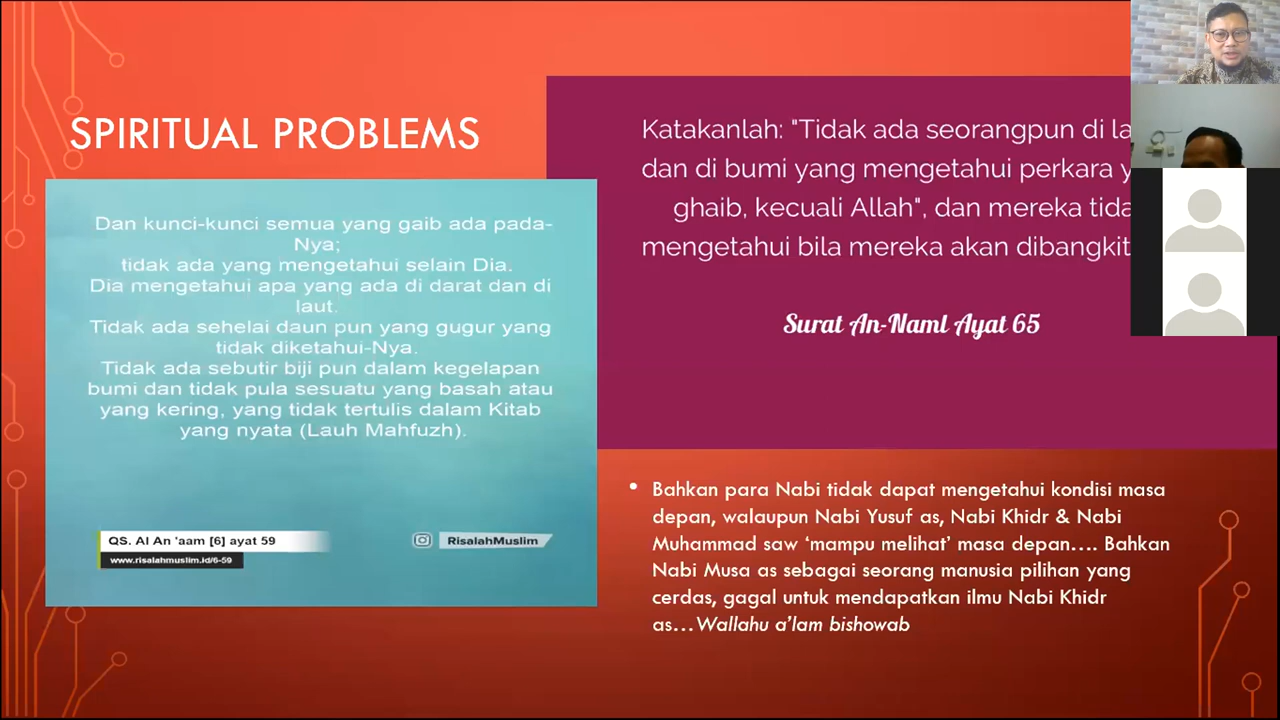 SPIRITUAL PROBLEMS
Dan kunci-kunci semua yang gaib ada pada-
Nya;
tidak ada yang mengetahui selain Dia.
Dia mengetahui apa yang ada di darat dan di
laut.
Tidak ada sehelai daun pun yang gugur yang
tidak diketahui-Nya.
Tidak ada sebutir biji pun dalam kegelapan
bumi dan tidak pula sesuatu yang basah atau
yang kering, yang tidak tertulis dalam Kitab
yang nyata (Lauh Mahfuzh).
QS. Al An 'aam [6] ayat 59
www.risalahmuslim.id/6-59
RisalahMuslim
Katakanlah: "Tidak ada seorangpun di
dan di bumi yang mengetahui perkara
ghaib, kecuali Allah", dan mereka
mengetahui bila mereka akan
Surat An-Naml Ayat 65
• Bahkan para Nabi tidak dapat mengetahui kondisi masa
depan, walaupun Nabi Yusuf as, Nabi Khidr & Nabi
Muhammad saw ‘mampu melihat’ masa depan…. Bahkan
Nabi Musa as sebagai seorang manusia pilihan yang
cerdas, gagal untuk mendapatkan ilmu Nabi Khidr
as…Wallahu a’lam bishowab